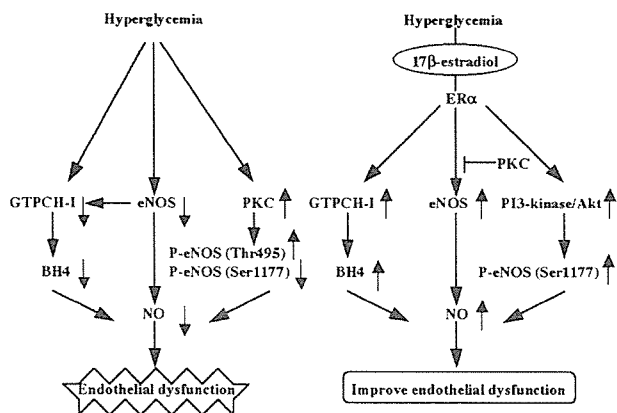 Hyperglycemia
GTPCH-I
eNOS
PKC
P-eNOS (Thr495)
P-eNOS (Ser1177)
BH4
NO
Endothelial dysfunction
Hyperglycemia
17β-estradiol
ERα
PKC
GTPCH-I
eNOS
PI3-kinase/Akt
BH4
P-eNOS (Ser1177)
NO
Improve endothelial dysfunction